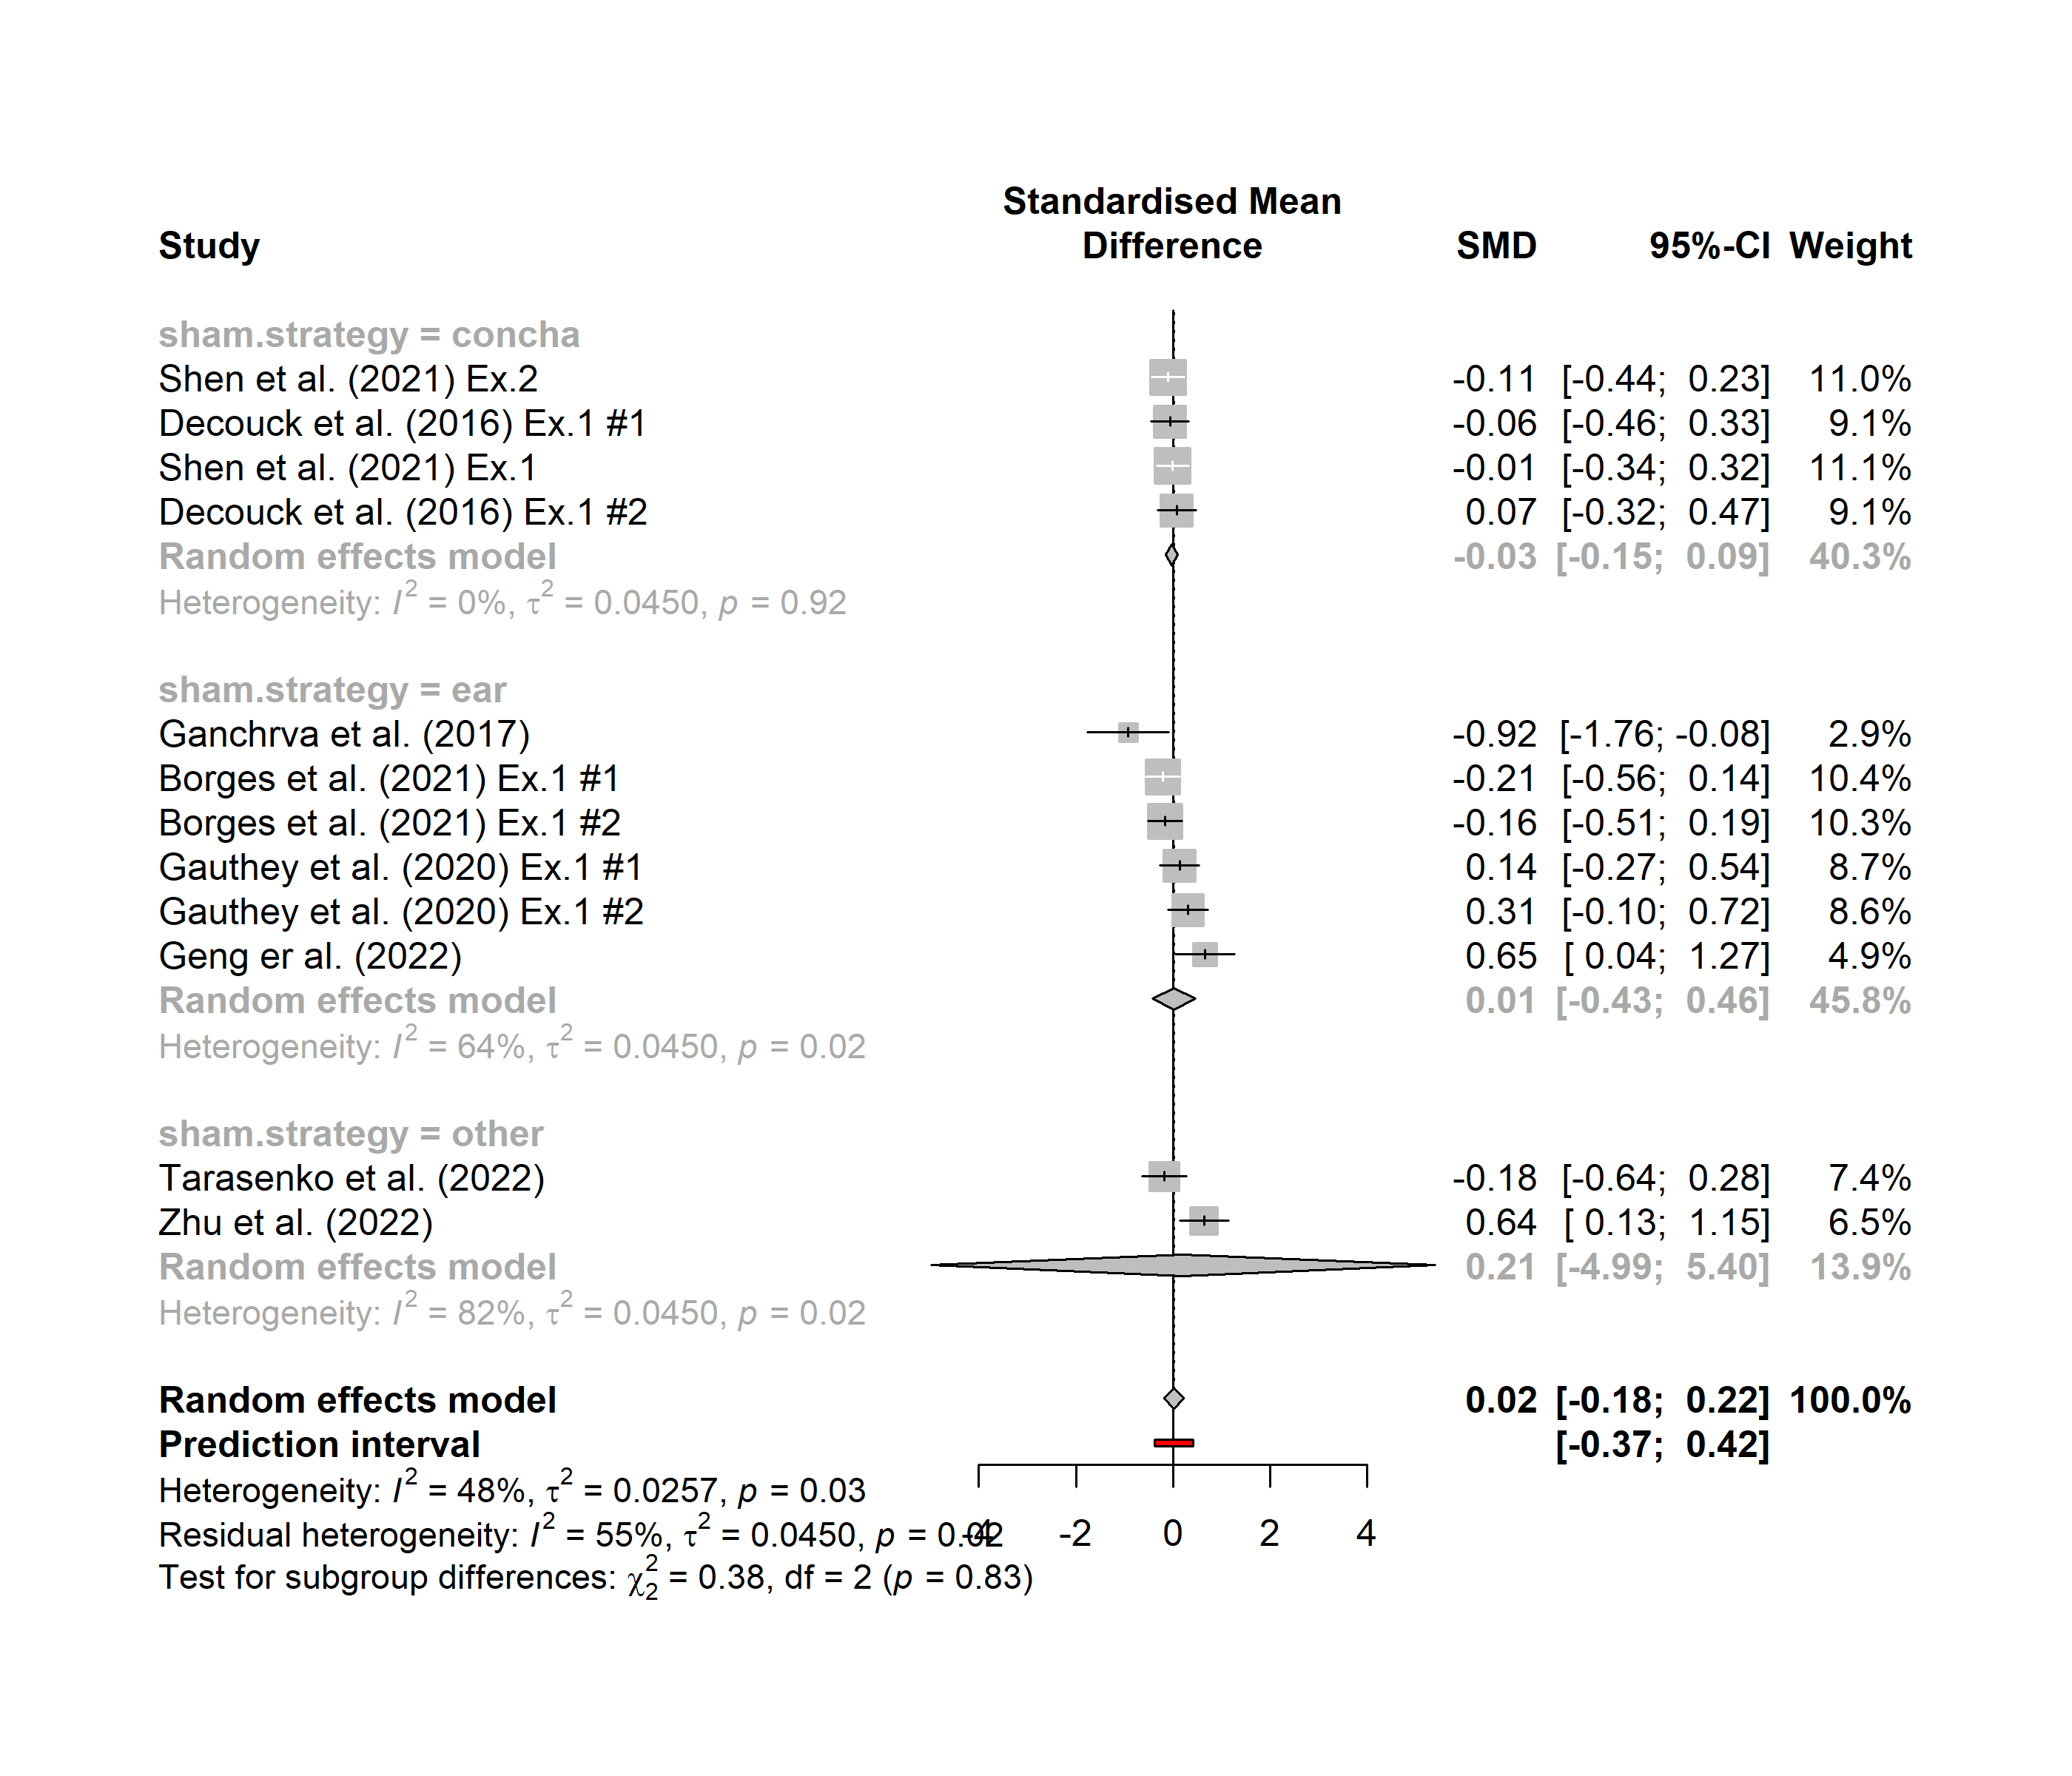 Standardised Mean
Study Difference SMD 95%-CI Weight
sham.strategy = concha
Shen et al. (2021) Ex.2 -0.11 [-0.44; 0.23] 11.0%
Decouck et al. (2016) Ex.1 #1 -0.06 [-0.46; 0.33] 9.1%
Shen et al. (2021) Ex.1 -0.01 [-0.34; 0.32] 11.1%
Decouck et al. (2016) Ex.1 #2 0.07 [-0.32; 0.47] 9.1%
Random effects model -0.03 [-0.15; 0.09] 40.3%
Heterogeneity: I² = 0%, τ² = 0.0450, p = 0.92
sham.strategy = ear
Ganchrva et al. (2017) -0.92 [-1.76; -0.08] 2.9%
Borges et al. (2021) Ex.1 #1 -0.21 [-0.56; 0.14] 10.4%
Borges et al. (2021) Ex.1 #2 -0.16 [-0.51; 0.19] 10.3%
Gauthey et al. (2020) Ex.1 #1 0.14 [-0.27; 0.54] 8.7%
Gauthey et al. (2020) Ex.1 #2 0.31 [-0.10; 0.72] 8.6%
Geng er al. (2022) 0.65 [ 0.04; 1.27] 4.9%
Random effects model 0.01 [-0.43; 0.46] 45.8%
Heterogeneity: I² = 64%, τ² = 0.0450, p = 0.02
sham.strategy = other
Tarasenko et al. (2022) -0.18 [-0.64; 0.28] 7.4%
Zhu et al. (2022) 0.64 [ 0.13; 1.15] 6.5%
Random effects model 0.21 [-4.99; 5.40] 13.9%
Heterogeneity: I² = 82%, τ² = 0.0450, p = 0.02
Random effects model 0.02 [-0.18; 0.22] 100.0%
Prediction interval [-0.37; 0.42]
Heterogeneity: I² = 48%, τ² = 0.0257, p = 0.03
Residual heterogeneity: I² = 55%, τ² = 0.0450, p = 0.02 -4 -2 0 2 4
Test for subgroup differences: χ²₂ = 0.38, df = 2 (p = 0.83)